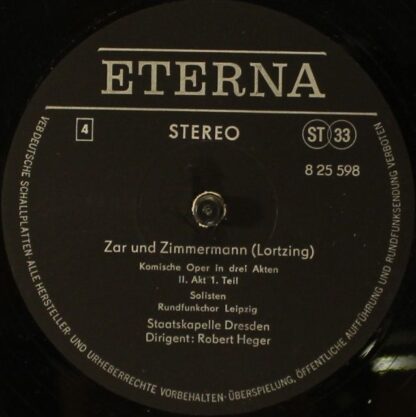 ETERNA
4
STEREO
ST 33
8 25 598
Zar und Zimmermann (Lortzing)
Komische Oper in drei Akten
II. Akt 1. Teil
Solisten
Rundfunkchor Leipzig
Staatskapelle Dresden
Dirigent: Robert Heger
VEB DEUTSCHE SCHALLPLATTEN ALLE HERSTELLER- UND URHEBERRECHTE VORBEHALTEN · ÜBERSPIELUNG, ÖFFENTLICHE AUFFÜHRUNG UND RUNDFUNKSENDUNG VERBOTEN